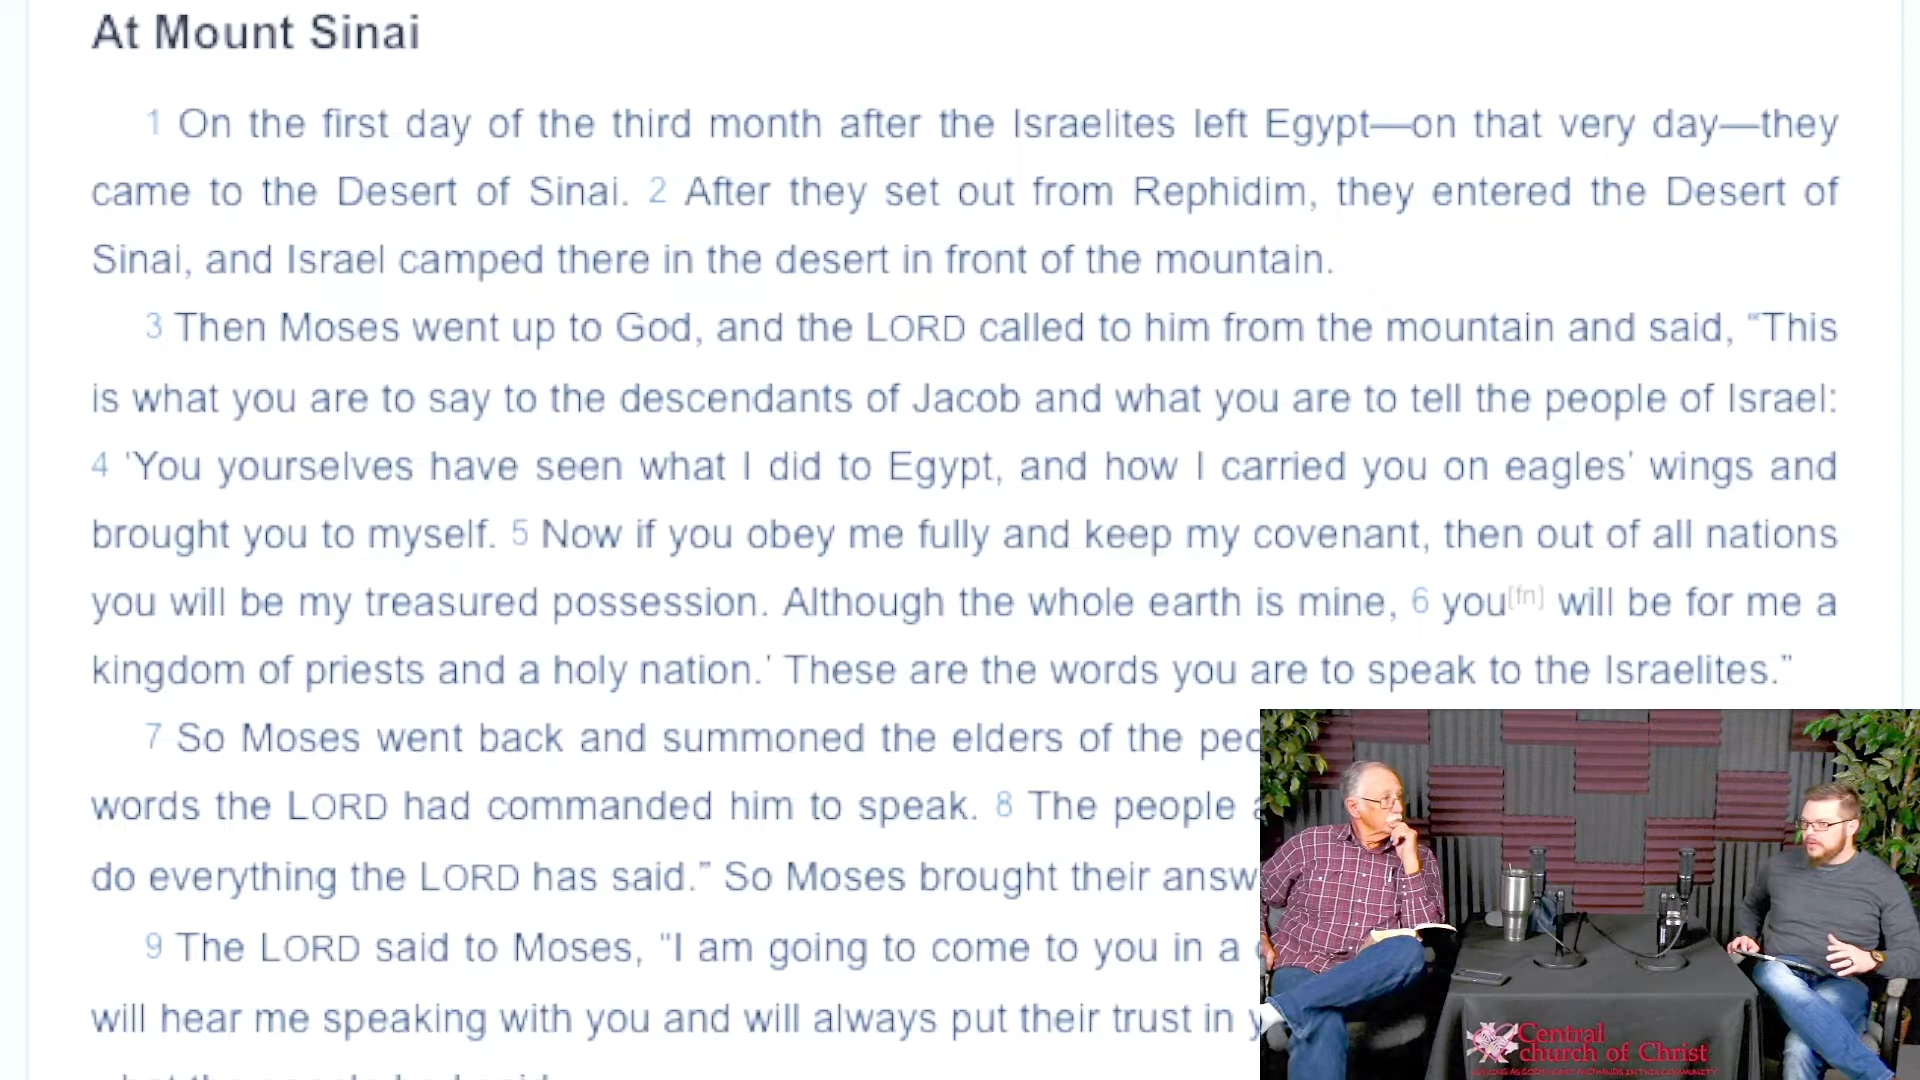 At Mount Sinai
1 On the first day of the third month after the Israelites left Egypt—on that very day—they
came to the Desert of Sinai. 2 After they set out from Rephidim, they entered the Desert of
Sinai, and Israel camped there in the desert in front of the mountain.
3 Then Moses went up to God, and the LORD called to him from the mountain and said, “This
is what you are to say to the descendants of Jacob and what you are to tell the people of Israel:
4 ‘You yourselves have seen what I did to Egypt, and how I carried you on eagles’ wings and
brought you to myself. 5 Now if you obey me fully and keep my covenant, then out of all nations
you will be my treasured possession. Although the whole earth is mine, 6 you[fn] will be for me a
kingdom of priests and a holy nation.’ These are the words you are to speak to the Israelites.”
7 So Moses went back and summoned the elders of the
words the LORD had commanded him to speak. 8 The people
do everything the LORD has said.” So Moses brought their
9 The LORD said to Moses, “I am going to come to you in a
will hear me speaking with you and will always put their trust in
Central
church of Christ